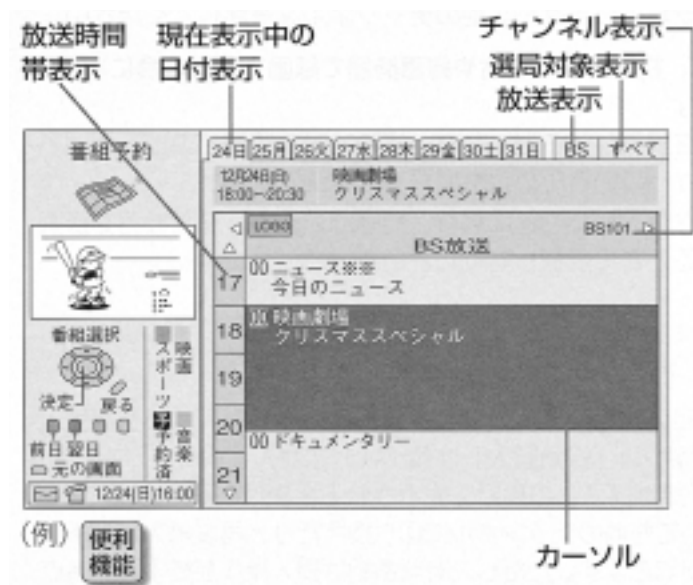 放送時間
帯表示
現在表示中の
日付表示
チャンネル表示
選局対象表示
放送表示
番組予約
24日 25月 26火 27水 28木 29金 30土 31日 BS すべて
12月24日(日) 映画劇場
18:00~20:30 クリスマススペシャル
◁ LOGO BS101 ▷
△ BS放送
17 00 ニュース※※
今日のニュース
18 00 映画劇場
クリスマススペシャル
19
20 00 ドキュメンタリー
21
▽
番組選択
決定 戻る
前日 翌日
元の画面
スポーツ
映画
予 予約済
音楽
12/24(日)16:00
(例)
便利
機能
カーソル